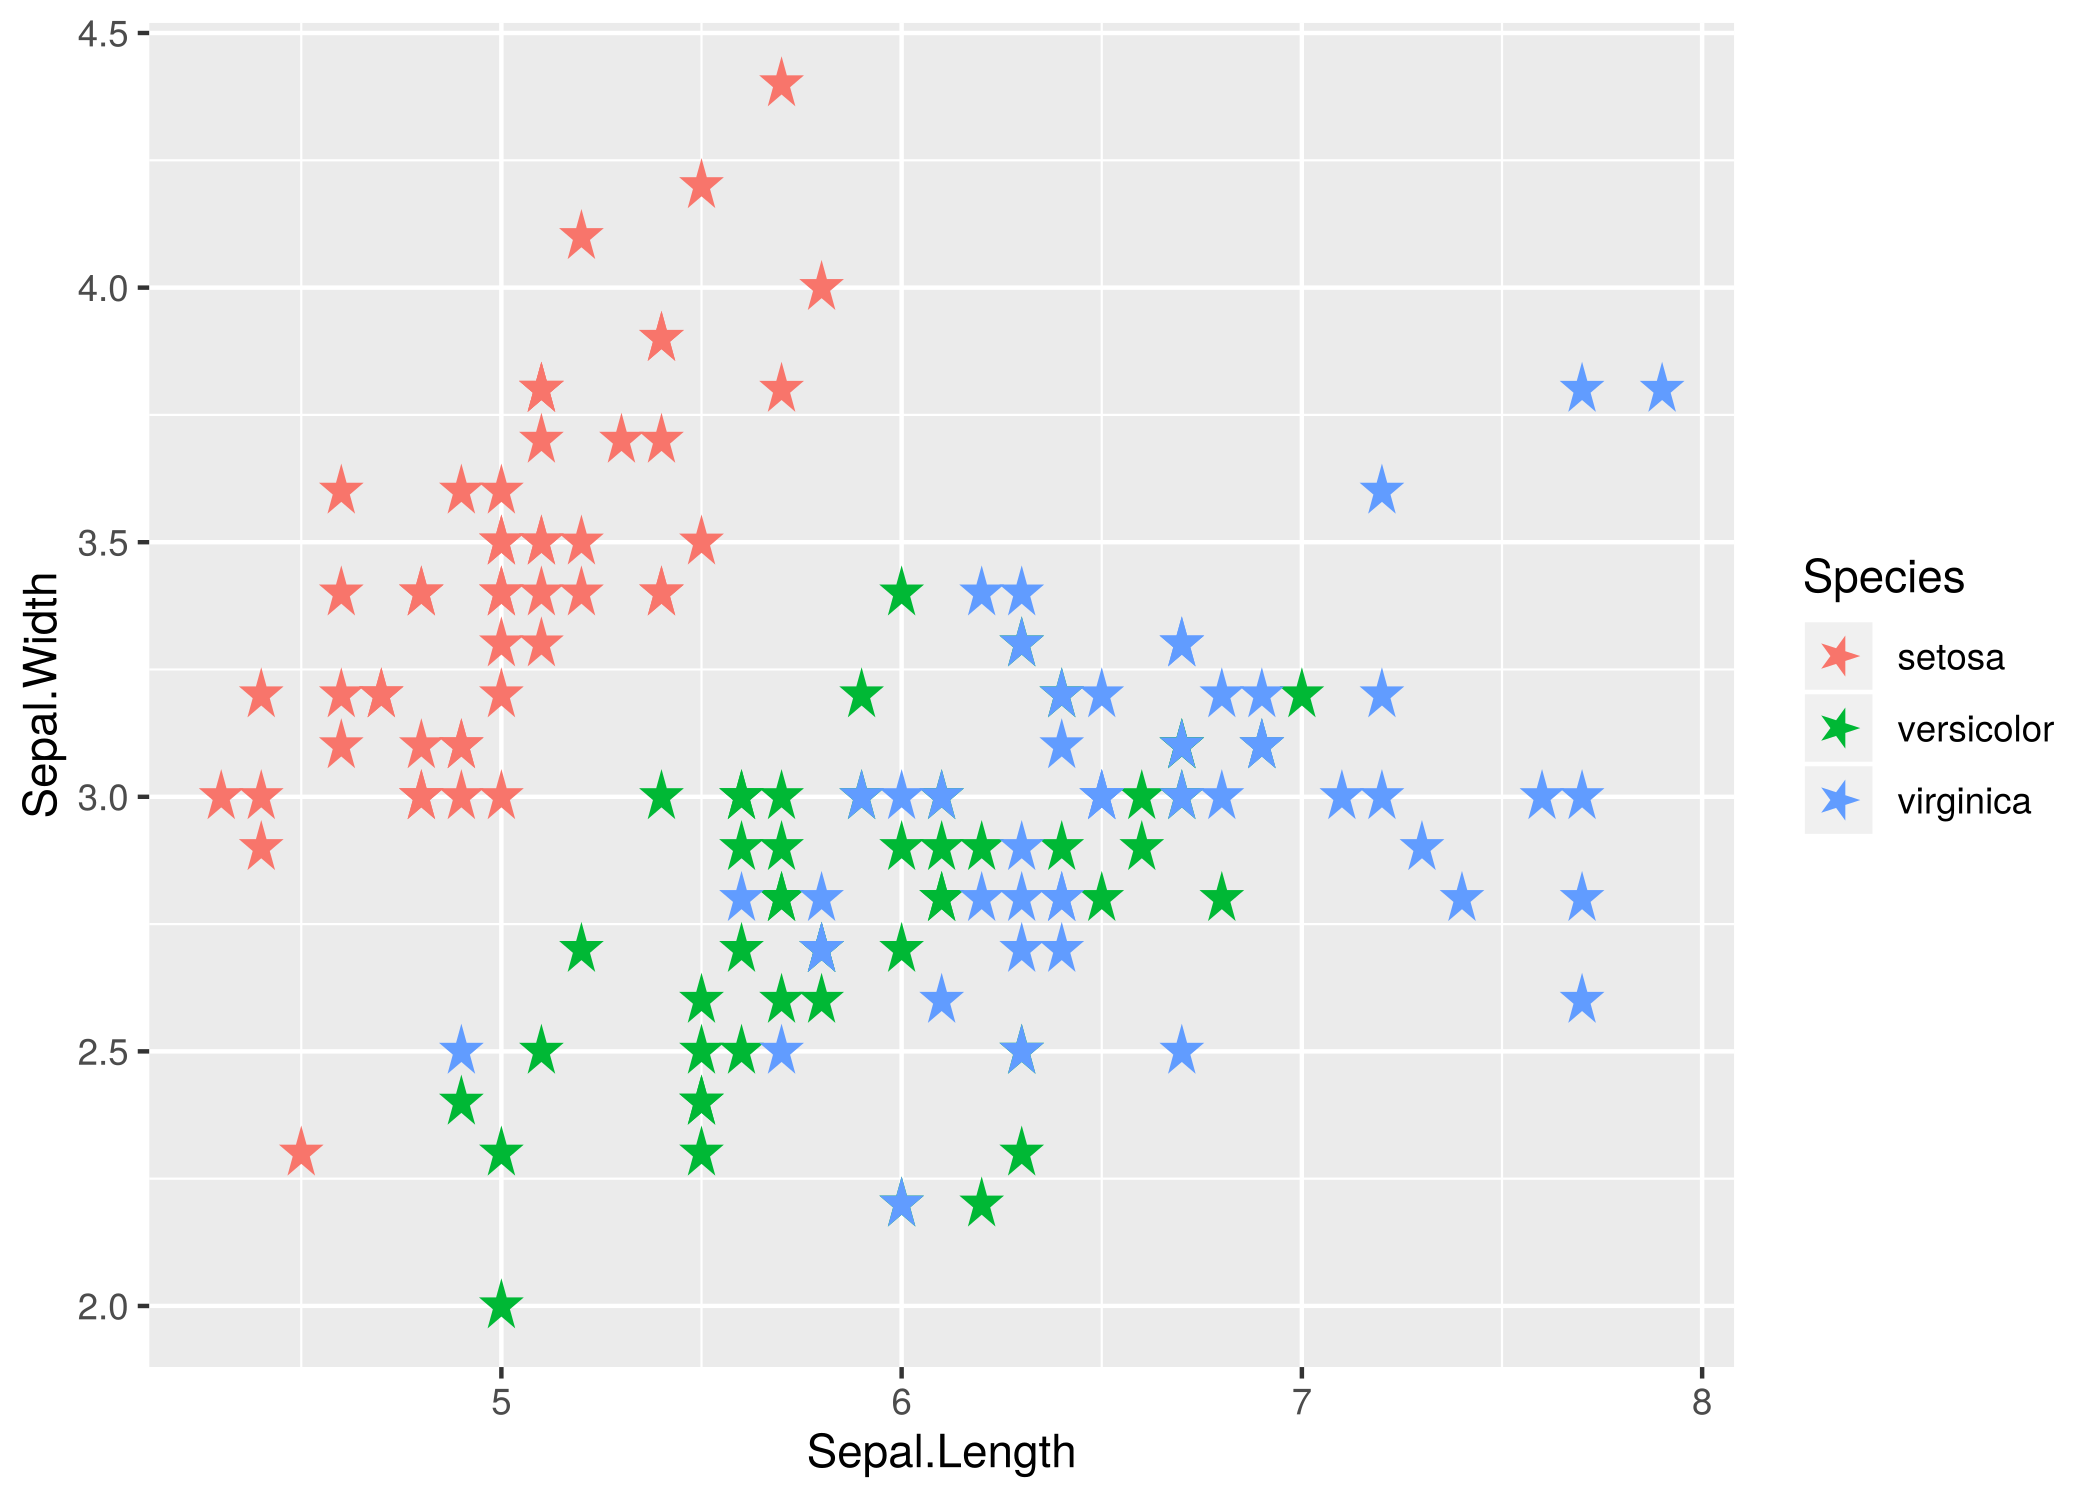 4.5
4.0
3.5
3.0
2.5
2.0
Sepal.Width
5 6 7 8
Sepal.Length
Species
setosa
versicolor
virginica